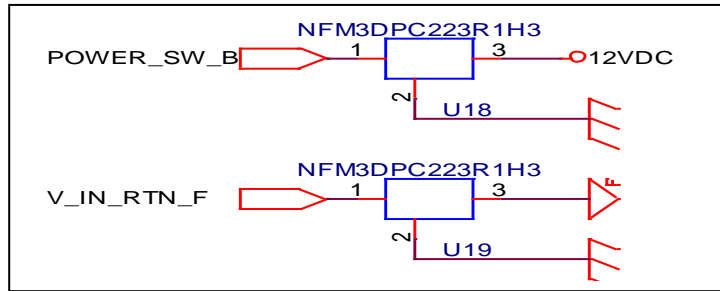 NFM3DPC223R1H3
POWER_SW_B 1 3 12VDC
2 U18
NFM3DPC223R1H3
V_IN_RTN_F 1 3 F
2 U19